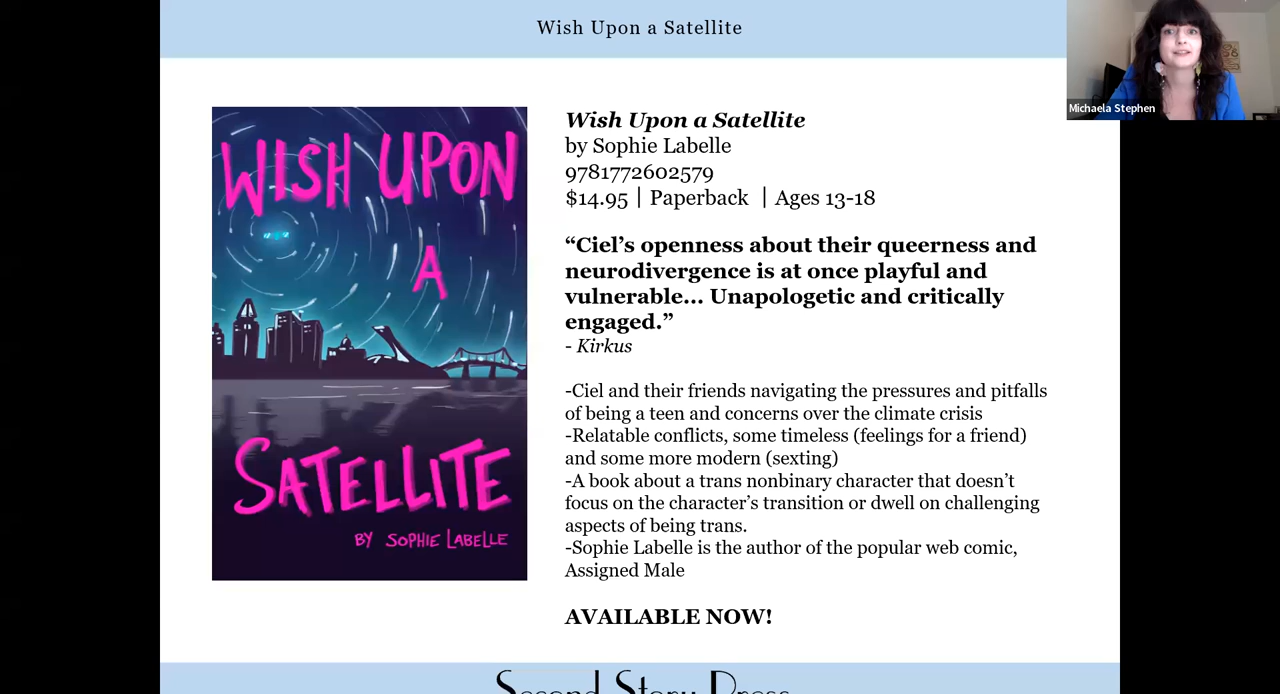 Wish Upon a Satellite
Michaela Stephen
WISH UPON
A
SATELLITE
BY SOPHIE LABELLE
Wish Upon a Satellite
by Sophie Labelle
9781772602579
$14.95 | Paperback | Ages 13-18
“Ciel’s openness about their queerness and
neurodivergence is at once playful and
vulnerable... Unapologetic and critically
engaged.”
- Kirkus
-Ciel and their friends navigating the pressures and pitfalls
of being a teen and concerns over the climate crisis
-Relatable conflicts, some timeless (feelings for a friend)
and some more modern (sexting)
-A book about a trans nonbinary character that doesn’t
focus on the character’s transition or dwell on challenging
aspects of being trans.
-Sophie Labelle is the author of the popular web comic,
Assigned Male
AVAILABLE NOW!
Second Story Press